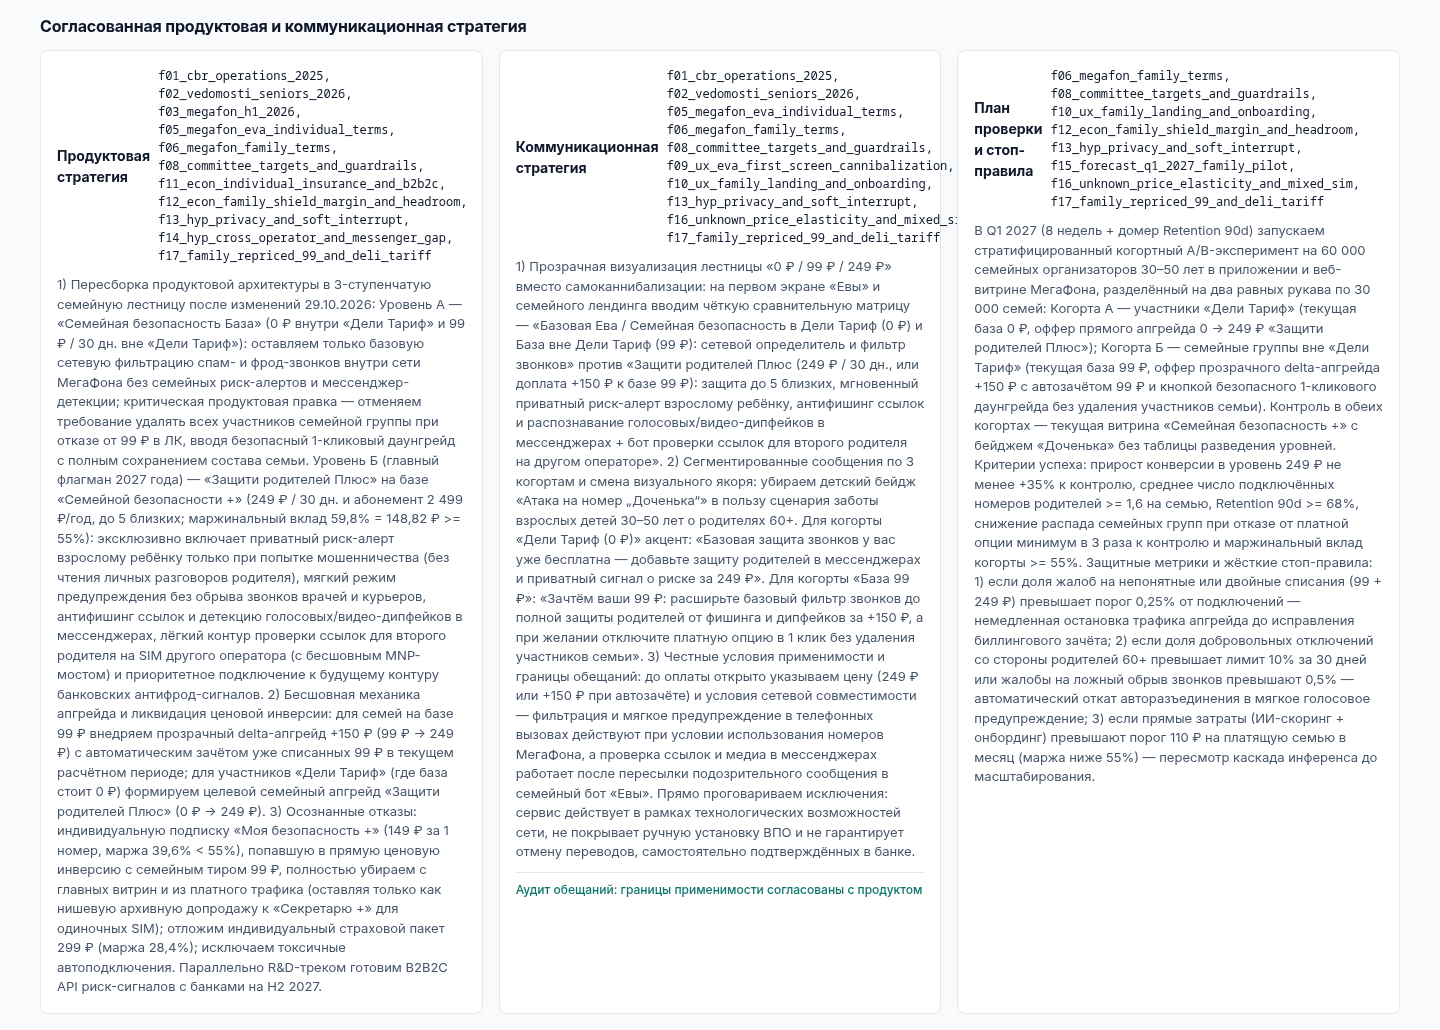 Согласованная продуктовая и коммуникационная стратегия
Продуктовая
стратегия
f01_cbr_operations_2025,
f02_vedomosti_seniors_2026,
f03_megafon_h1_2026,
f05_megafon_eva_individual_terms,
f06_megafon_family_terms,
f08_committee_targets_and_guardrails,
f11_econ_individual_insurance_and_b2b2c,
f12_econ_family_shield_margin_and_headroom,
f13_hyp_privacy_and_soft_interrupt,
f14_hyp_cross_operator_and_messenger_gap,
f17_family_repriced_99_and_deli_tariff
1) Пересборка продуктовой архитектуры в 3-ступенчатую
семейную лестницу после изменений 29.10.2026: Уровень А —
«Семейная безопасность База» (0 ₽ внутри «Дели Тариф» и 99
₽ / 30 дн. вне «Дели Тариф»): оставляем только базовую
сетевую фильтрацию спам- и фрод-звонков внутри сети
МегаФона без семейных риск-алертов и мессенджер-
детекции; критическая продуктовая правка — отменяем
требование удалять всех участников семейной группы при
отказе от 99 ₽ в ЛК, вводя безопасный 1-кликовый даунгрейд
с полным сохранением состава семьи. Уровень Б (главный
флагман 2027 года) — «Защити родителей Плюс» на базе
«Семейной безопасности +» (249 ₽ / 30 дн. и абонемент 2 499
₽/год, до 5 близких; маржинальный вклад 59,8% = 148,82 ₽ >=
55%): эксклюзивно включает приватный риск-алерт
взрослому ребёнку только при попытке мошенничества (без
чтения личных разговоров родителя), мягкий режим
предупреждения без обрыва звонков врачей и курьеров,
антифишинг ссылок и детекцию голосовых/видео-дипфейков в
мессенджерах, лёгкий контур проверки ссылок для второго
родителя на SIM другого оператора (с бесшовным MNP-
мостом) и приоритетное подключение к будущему контуру
банковских антифрод-сигналов. 2) Бесшовная механика
апгрейда и ликвидация ценовой инверсии: для семей на базе
99 ₽ внедряем прозрачный delta-апгрейд +150 ₽ (99 ₽ → 249
₽) с автоматическим зачётом уже списанных 99 ₽ в текущем
расчётном периоде; для участников «Дели Тариф» (где база
стоит 0 ₽) формируем целевой семейный апгрейд «Защити
родителей Плюс» (0 ₽ → 249 ₽). 3) Осознанные отказы:
индивидуальную подписку «Моя безопасность +» (149 ₽ за 1
номер, маржа 39,6% < 55%), попавшую в прямую ценовую
инверсию с семейным тиром 99 ₽, полностью убираем с
главных витрин и из платного трафика (оставляя только как
нишевую архивную допродажу к «Секретарю +» для
одиночных SIM); отложим индивидуальный страховой пакет
299 ₽ (маржа 28,4%); исключаем токсичные
автоподключения. Параллельно R&D-треком готовим B2B2C
API риск-сигналов с банками на H2 2027.
Коммуникационная
стратегия
f01_cbr_operations_2025,
f02_vedomosti_seniors_2026,
f05_megafon_eva_individual_terms,
f06_megafon_family_terms,
f08_committee_targets_and_guardrails,
f09_ux_eva_first_screen_cannibalization,
f10_ux_family_landing_and_onboarding,
f13_hyp_privacy_and_soft_interrupt,
f16_unknown_price_elasticity_and_mixed_s
f17_family_repriced_99_and_deli_tariff
1) Прозрачная визуализация лестницы «0 ₽ / 99 ₽ / 249 ₽»
вместо самоканнибализации: на первом экране «Евы» и
семейного лендинга вводим чёткую сравнительную матрицу
— «Базовая Ева / Семейная безопасность в Дели Тариф (0 ₽) и
База вне Дели Тариф (99 ₽): сетевой определитель и фильтр
звонков» против «Защити родителей Плюс (249 ₽ / 30 дн., или
доплата +150 ₽ к базе 99 ₽): защита до 5 близких, мгновенный
приватный риск-алерт взрослому ребёнку, антифишинг ссылок
и распознавание голосовых/видео-дипфейков в
мессенджерах + бот проверки ссылок для второго родителя
на другом операторе». 2) Сегментированные сообщения по 3
когортам и смена визуального якоря: убираем детский бейдж
«Атака на номер „Доченька“» в пользу сценария заботы
взрослых детей 30–50 лет о родителях 60+. Для когорты
«Дели Тариф (0 ₽)» акцент: «Базовая защита звонков у вас
уже бесплатна — добавьте защиту родителей в мессенджерах
и приватный сигнал о риске за 249 ₽». Для когорты «База 99
₽»: «Зачтём ваши 99 ₽: расширьте базовый фильтр звонков до
полной защиты родителей от фишинга и дипфейков за +150 ₽, а
при желании отключите платную опцию в 1 клик без удаления
участников семьи». 3) Честные условия применимости и
границы обещаний: до оплаты открыто указываем цену (249 ₽
или +150 ₽ при автозачёте) и условия сетевой совместимости
— фильтрация и мягкое предупреждение в телефонных
вызовах действуют при условии использования номеров
МегаФона, а проверка ссылок и медиа в мессенджерах
работает после пересылки подозрительного сообщения в
семейный бот «Евы». Прямо проговариваем исключения:
сервис действует в рамках технологических возможностей
сети, не покрывает ручную установку ВПО и не гарантирует
отмену переводов, самостоятельно подтверждённых в банке.
Аудит обещаний: границы применимости согласованы с продуктом
План
проверки
и стоп-
правила
f06_megafon_family_terms,
f08_committee_targets_and_guardrails,
f10_ux_family_landing_and_onboarding,
f12_econ_family_shield_margin_and_headroom,
f13_hyp_privacy_and_soft_interrupt,
f15_forecast_q1_2027_family_pilot,
f16_unknown_price_elasticity_and_mixed_sim,
f17_family_repriced_99_and_deli_tariff
В Q1 2027 (8 недель + домер Retention 90d) запускаем
стратифицированный когортный A/B-эксперимент на 60 000
семейных организаторов 30–50 лет в приложении и веб-
витрине МегаФона, разделённый на два равных рукава по 30
000 семей: Когорта А — участники «Дели Тариф» (текущая
база 0 ₽, оффер прямого апгрейда 0 → 249 ₽ «Защити
родителей Плюс»); Когорта Б — семейные группы вне «Дели
Тариф» (текущая база 99 ₽, оффер прозрачного delta-апгрейда
+150 ₽ с автозачётом 99 ₽ и кнопкой безопасного 1-кликового
даунгрейда без удаления участников семьи). Контроль в обеих
когортах — текущая витрина «Семейная безопасность +» с
бейджем «Доченька» без таблицы разведения уровней.
Критерии успеха: прирост конверсии в уровень 249 ₽ не
менее +35% к контролю, среднее число подключённых
номеров родителей >= 1,6 на семью, Retention 90d >= 68%,
снижение распада семейных групп при отказе от платной
опции минимум в 3 раза к контролю и маржинальный вклад
когорты >= 55%. Защитные метрики и жёсткие стоп-правила:
1) если доля жалоб на непонятные или двойные списания (99 +
249 ₽) превышает порог 0,25% от подключений —
немедленная остановка трафика апгрейда до исправления
биллингового зачёта; 2) если доля добровольных отключений
со стороны родителей 60+ превышает лимит 10% за 30 дней
или жалобы на ложный обрыв звонков превышают 0,5% —
автоматический откат авторазъединения в мягкое голосовое
предупреждение; 3) если прямые затраты (ИИ-скоринг +
онбординг) превышают порог 110 ₽ на платящую семью в
месяц (маржа ниже 55%) — пересмотр каскада инференса до
масштабирования.